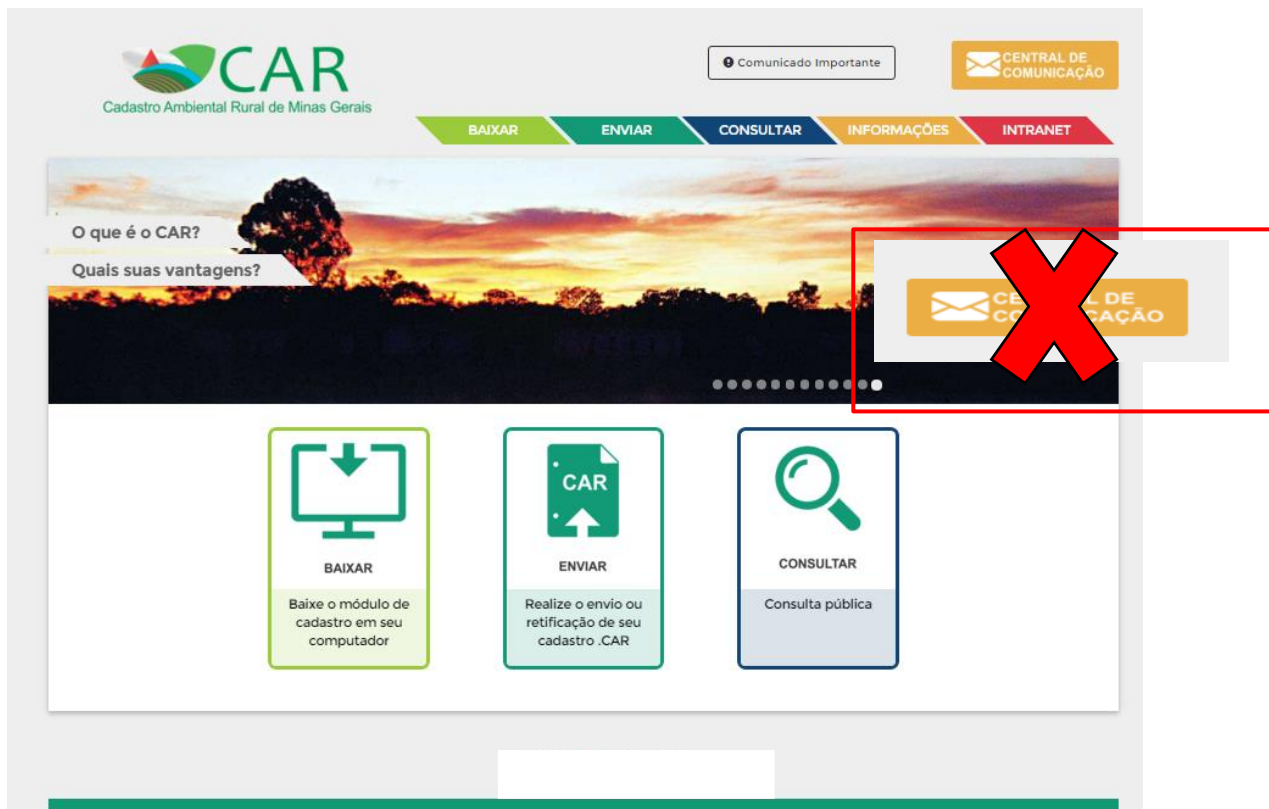 CAR
Cadastro Ambiental Rural de Minas Gerais
Comunicado Importante
CENTRAL DE
COMUNICAÇÃO
BAIXAR
ENVIAR
CONSULTAR
INFORMAÇÕES
INTRANET
O que é o CAR?
Quais suas vantagens?
DE
CAR
BAIXAR
ENVIAR
CONSULTAR
Baixe o módulo de
cadastro em seu
computador
Realize o envio ou
retificação de seu
cadastro .CAR
Consulta pública